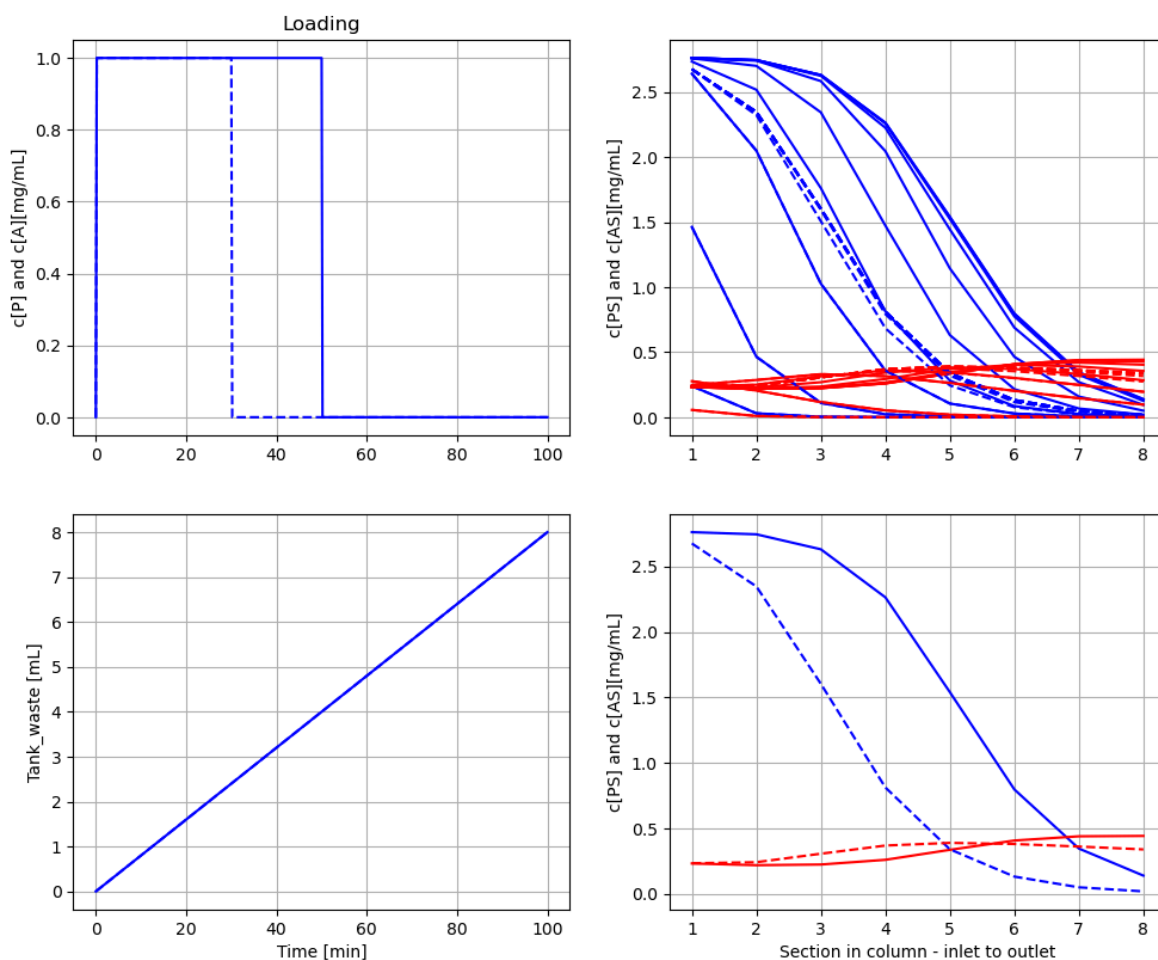 Loading
c[P] and c[A][mg/mL]
1.0
0.8
0.6
0.4
0.2
0.0
0 20 40 60 80 100
c[PS] and c[AS][mg/mL]
2.5
2.0
1.5
1.0
0.5
0.0
1 2 3 4 5 6 7 8
Tank_waste [mL]
8
7
6
5
4
3
2
1
0
0 20 40 60 80 100
Time [min]
c[PS] and c[AS][mg/mL]
2.5
2.0
1.5
1.0
0.5
0.0
1 2 3 4 5 6 7 8
Section in column - inlet to outlet